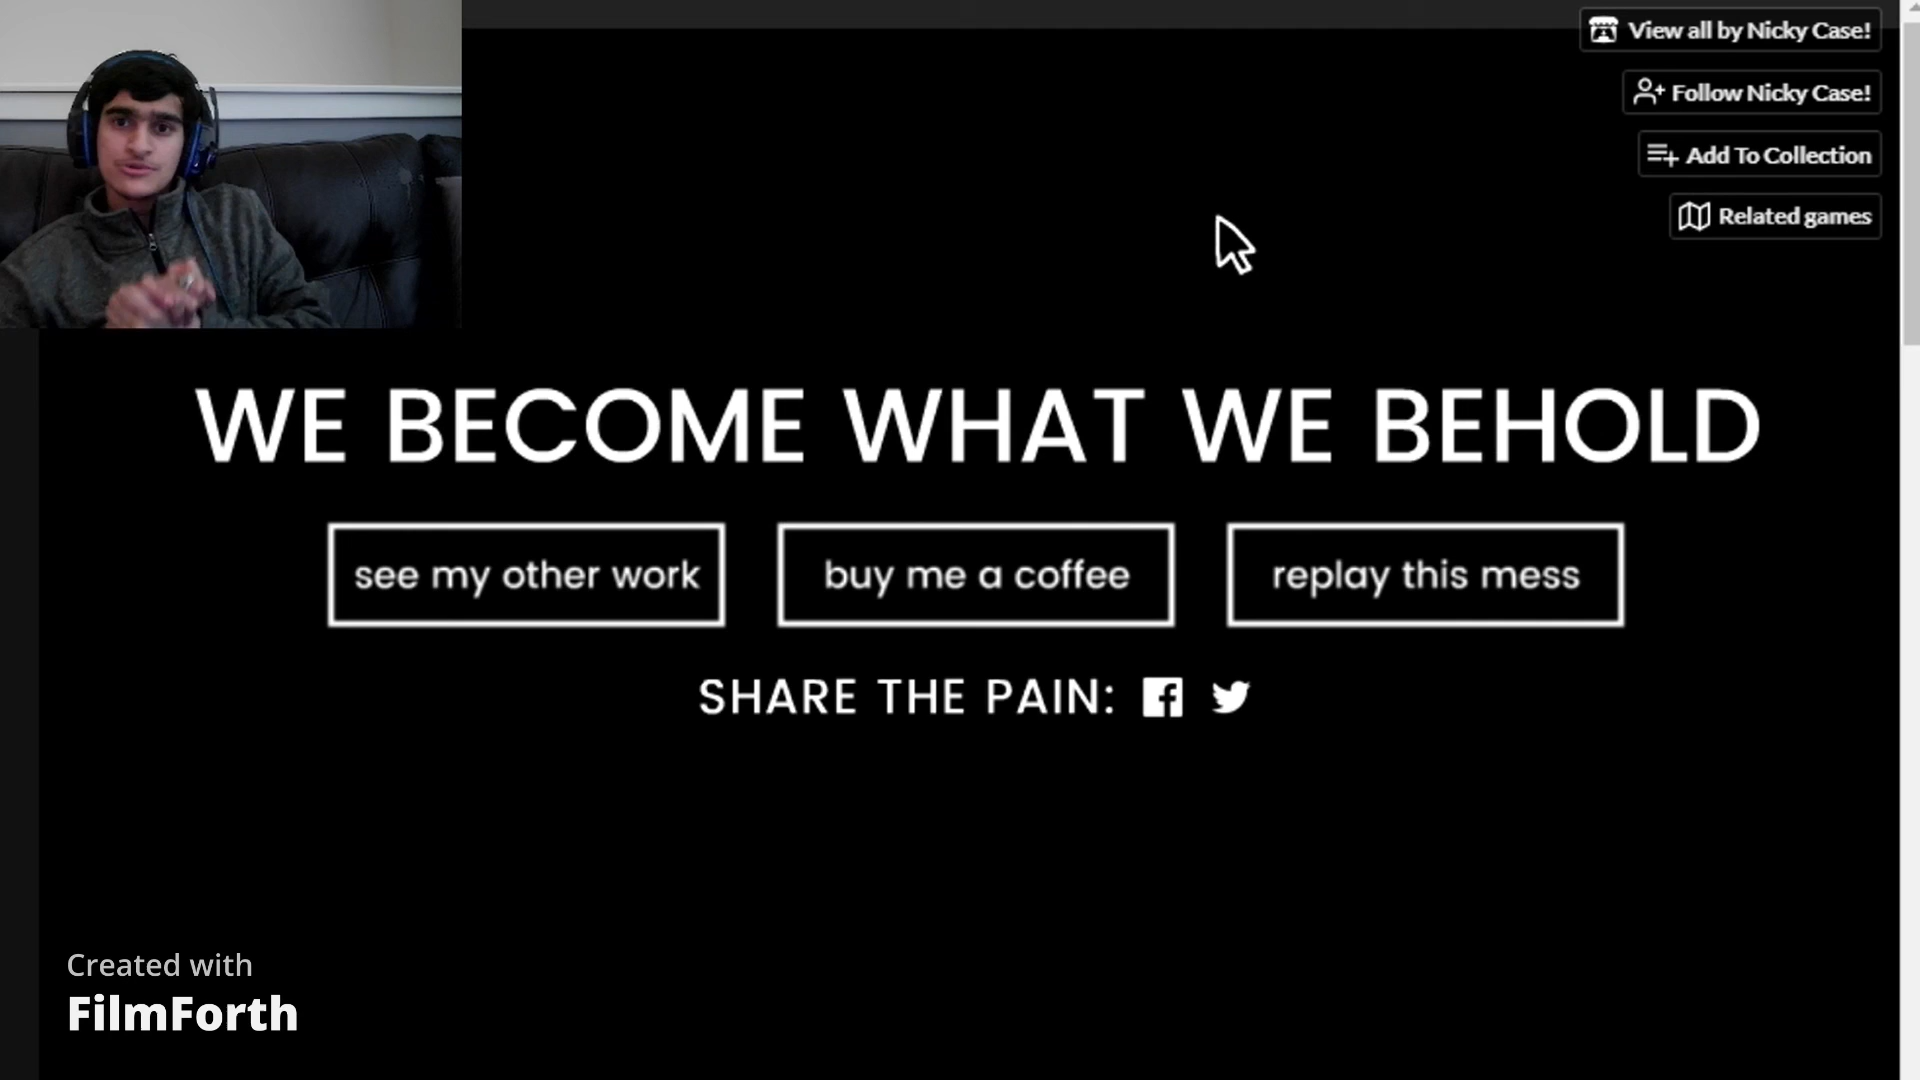 View all by Nicky Case!
Follow Nicky Case!
Add To Collection
Related games
WE BECOME WHAT WE BEHOLD
see my other work
buy me a coffee
replay this mess
SHARE THE PAIN:
Created with
FilmForth